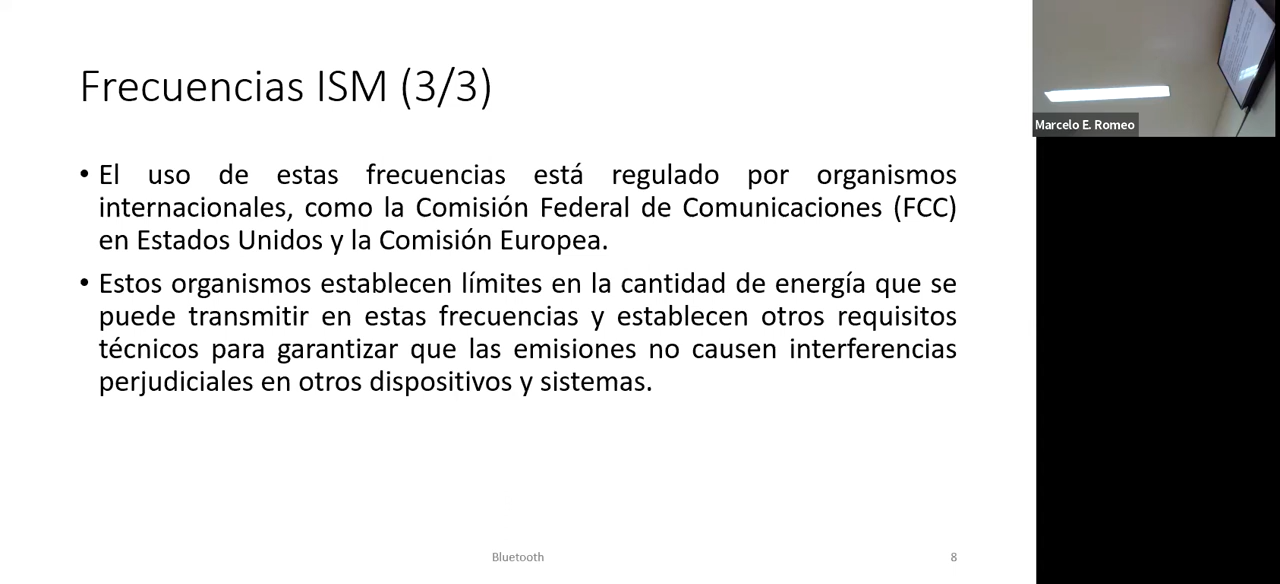 Frecuencias ISM (3/3)
• El uso de estas frecuencias está regulado por organismos
internacionales, como la Comisión Federal de Comunicaciones (FCC)
en Estados Unidos y la Comisión Europea.
• Estos organismos establecen límites en la cantidad de energía que se
puede transmitir en estas frecuencias y establecen otros requisitos
técnicos para garantizar que las emisiones no causen interferencias
perjudiciales en otros dispositivos y sistemas.
Bluetooth
8
Marcelo E. Romeo